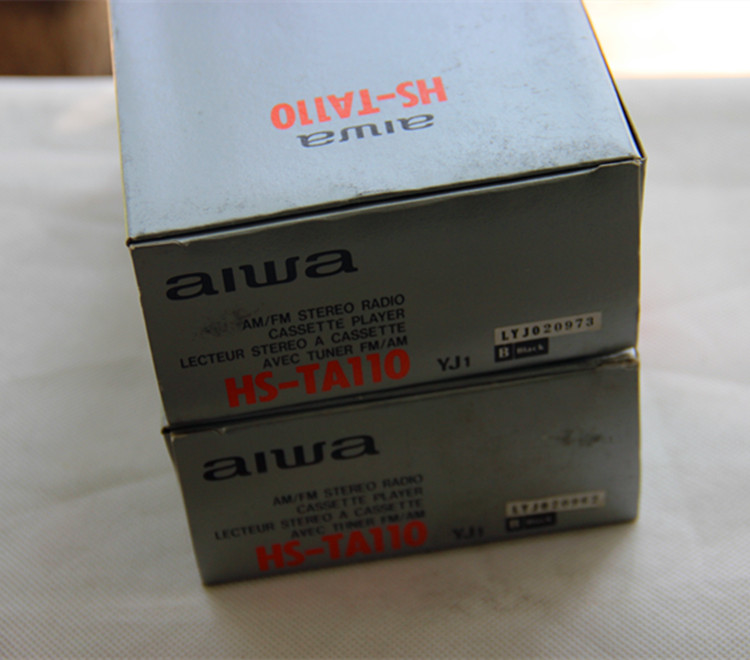 HS-TA110
aiwa
aiwa
AM/FM STEREO RADIO
CASSETTE PLAYER
LECTEUR STEREO A CASSETTE
AVEC TUNER FM/AM
HS-TA110
YJ1
LYJ020973
B Black
aiwa
AM/FM STEREO RADIO
CASSETTE PLAYER
LECTEUR STEREO A CASSETTE
AVEC TUNER FM/AM
HS-TA110
YJ1